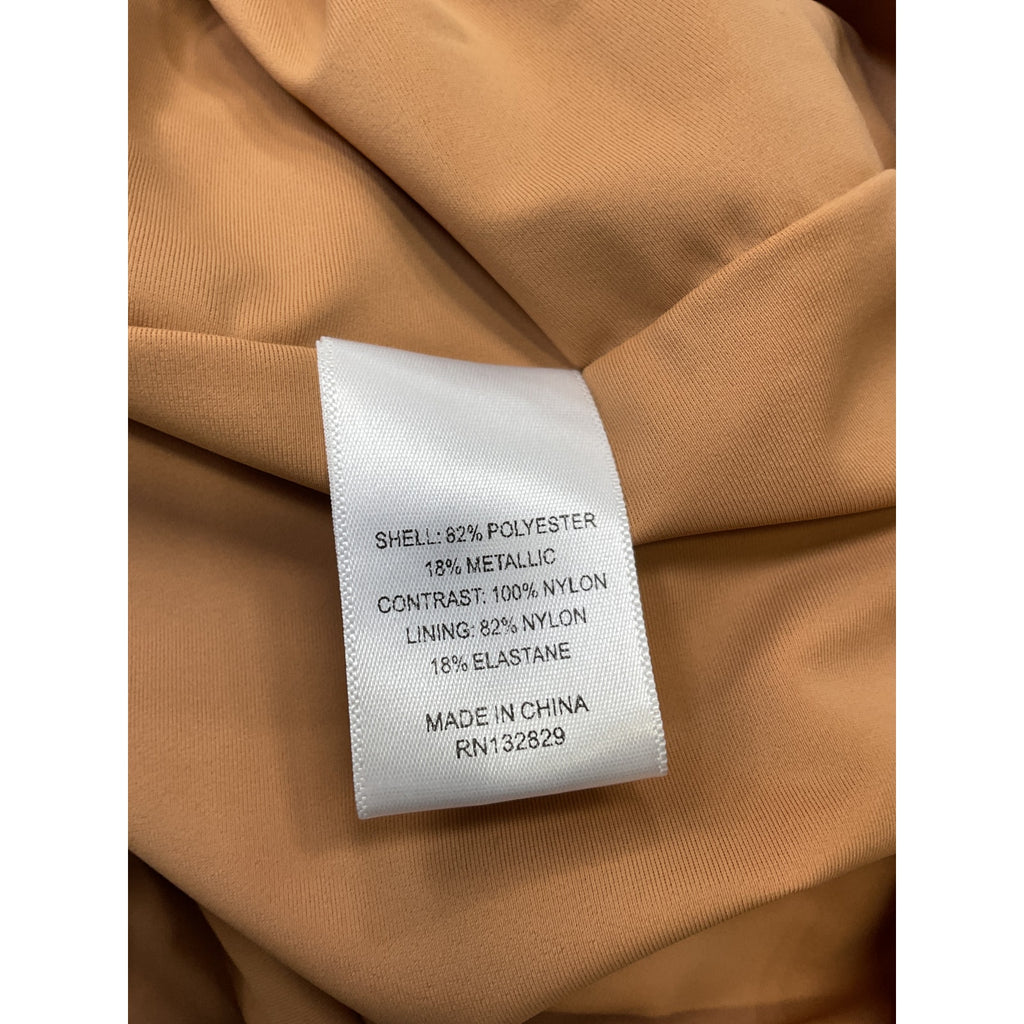 SHELL: 82% POLYESTER
18% METALLIC
CONTRAST: 100% NYLON
LINING: 82% NYLON
18% ELASTANE
MADE IN CHINA
RN132829